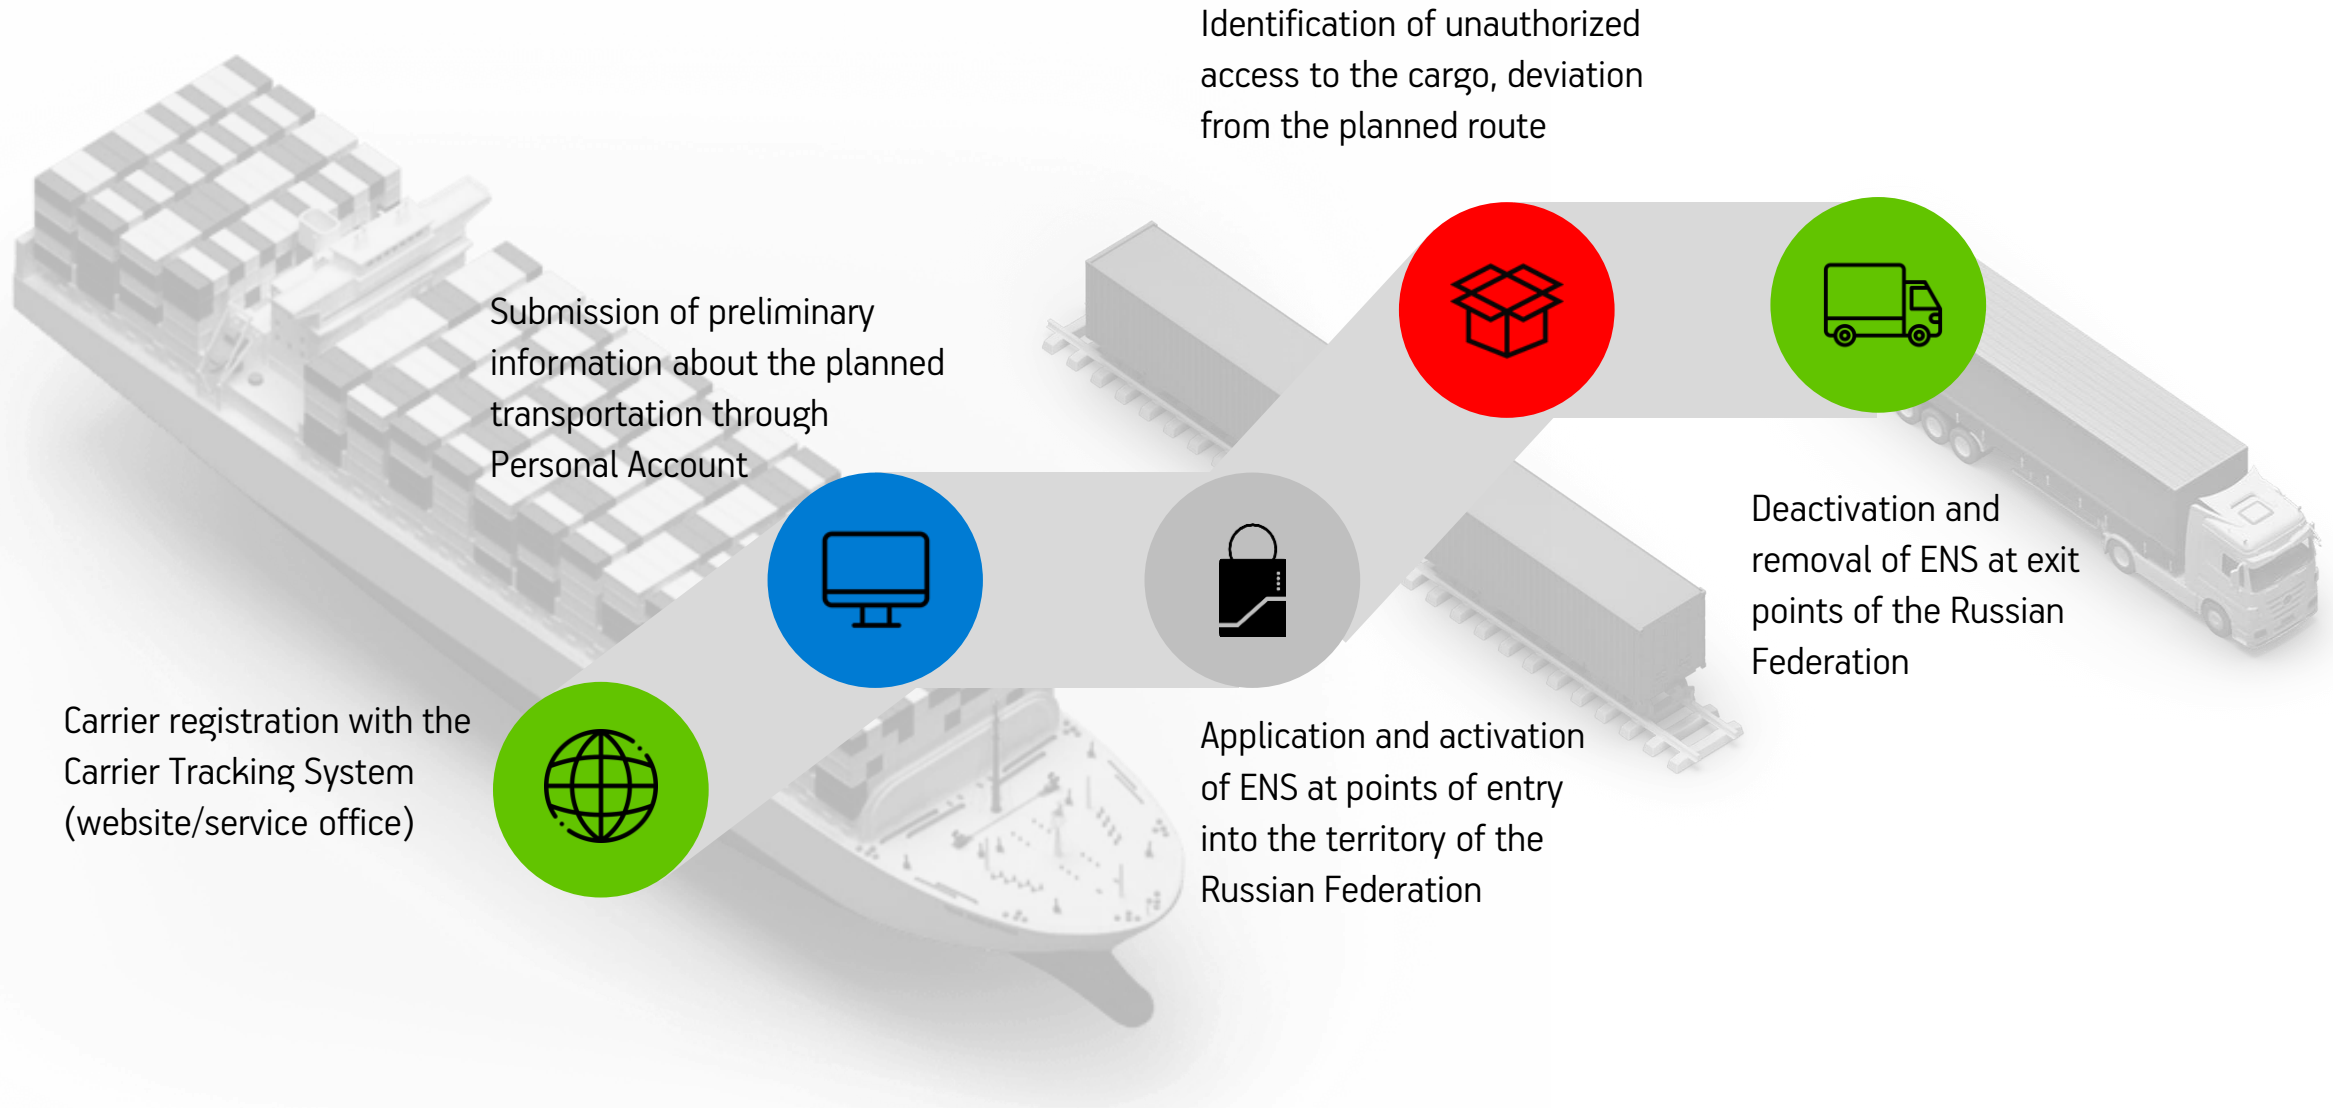 Identification of unauthorized
access to the cargo, deviation
from the planned route
Submission of preliminary
information about the planned
transportation through
Personal Account
Deactivation and
removal of ENS at exit
points of the Russian
Federation
Carrier registration with the
Carrier Tracking System
(website/service office)
Application and activation
of ENS at points of entry
into the territory of the
Russian Federation